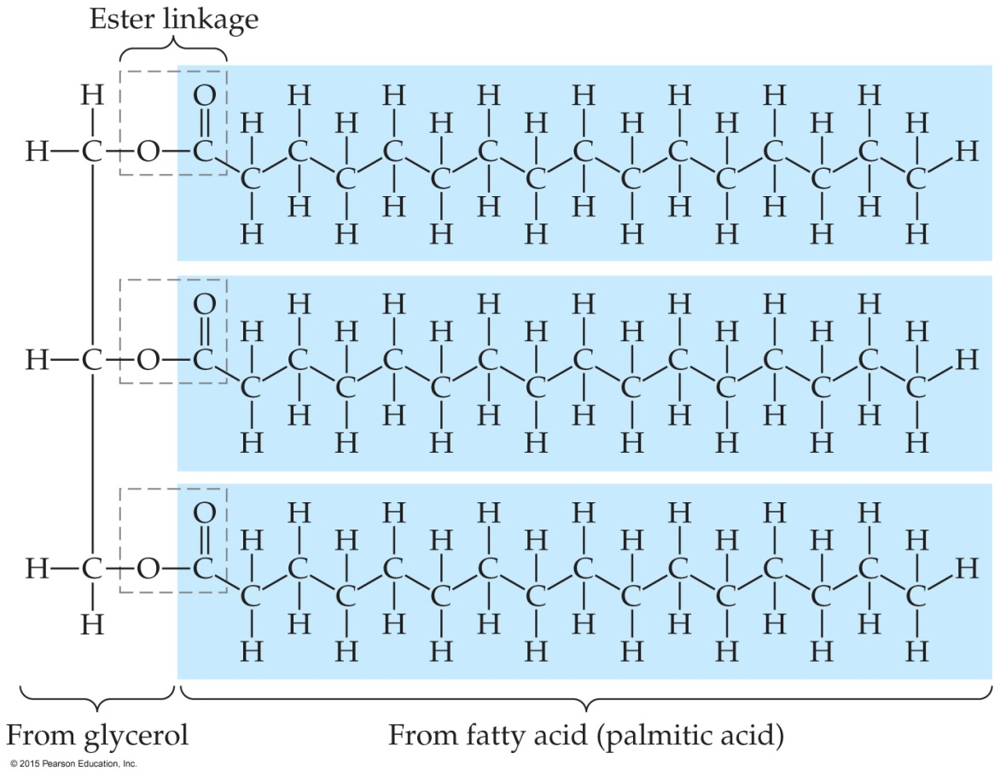 Ester linkage
H O H H H H H H H
H H H H H H H H
H—C—O—C C C C C C C C H
C C C C C C C C
H H H H H H H
H H H H H H H H
O H H H H H H H
H H H H H H H H
H—C—O—C C C C C C C C H
C C C C C C C C
H H H H H H H
H H H H H H H H
O H H H H H H H
H H H H H H H H
H—C—O—C C C C C C C C H
C C C C C C C C
H H H H H H H H
H H H H H H H H
From glycerol From fatty acid (palmitic acid)
© 2015 Pearson Education, Inc.